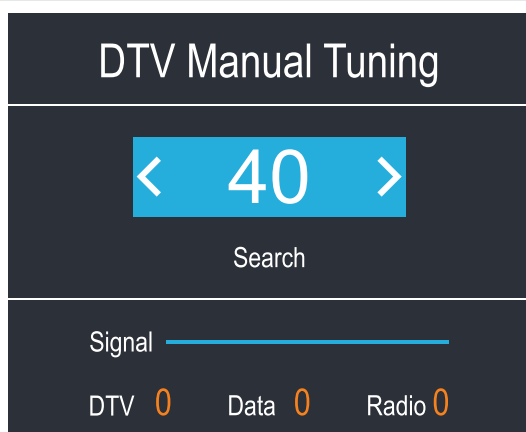 DTV Manual Tuning
< 40 >
Search
Signal
DTV 0 Data 0 Radio 0